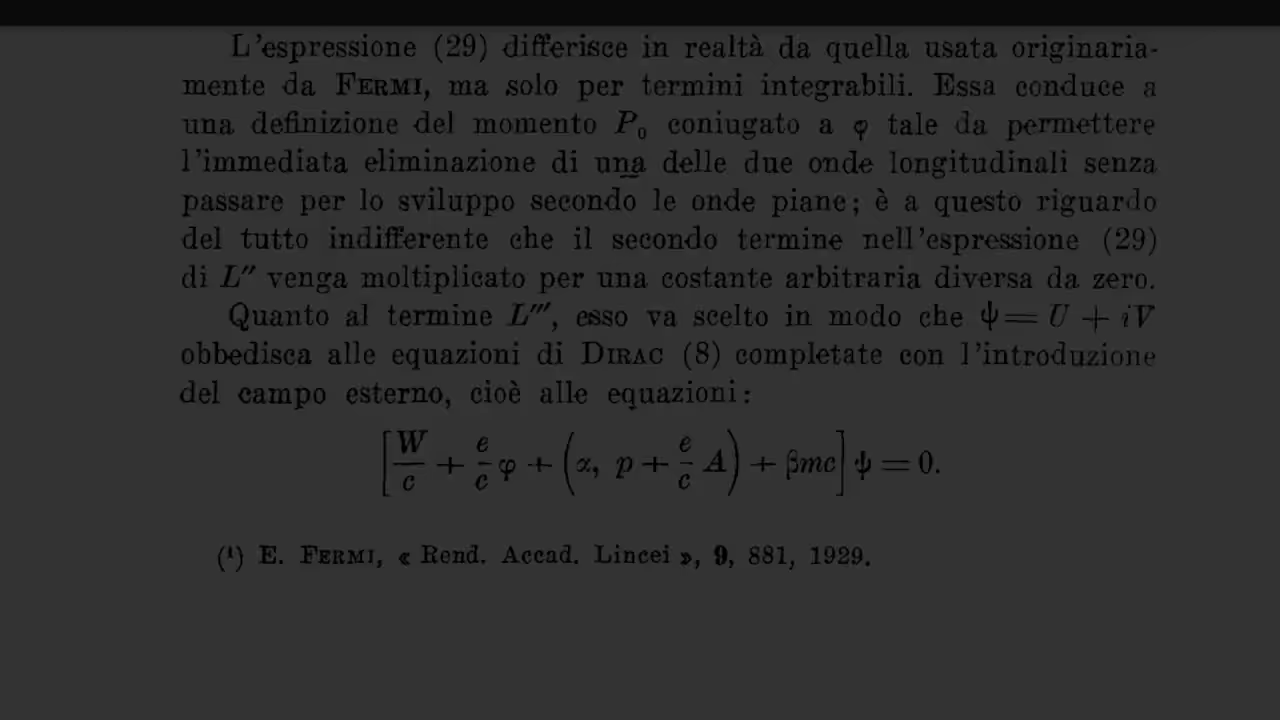 L'espressione (29) differisce in realtà da quella usata originaria-
mente da FERMI, ma solo per termini integrabili. Essa conduce a
una definizione del momento P₀ coniugato a φ tale da permettere
l'immediata eliminazione di una delle due onde longitudinali senza
passare per lo sviluppo secondo le onde piane; è a questo riguardo
del tutto indifferente che il secondo termine nell'espressione (29)
di L″ venga moltiplicato per una costante arbitraria diversa da zero.
Quanto al termine L‴, esso va scelto in modo che ψ = U + iV
obbedisca alle equazioni di DIRAC (8) completate con l'introduzione
del campo esterno, cioè alle equazioni:
[W/c + e/c φ + (α, p + e/c A) + βmc] ψ = 0.
(¹) E. FERMI, « Rend. Accad. Lincei », 9, 881, 1929.